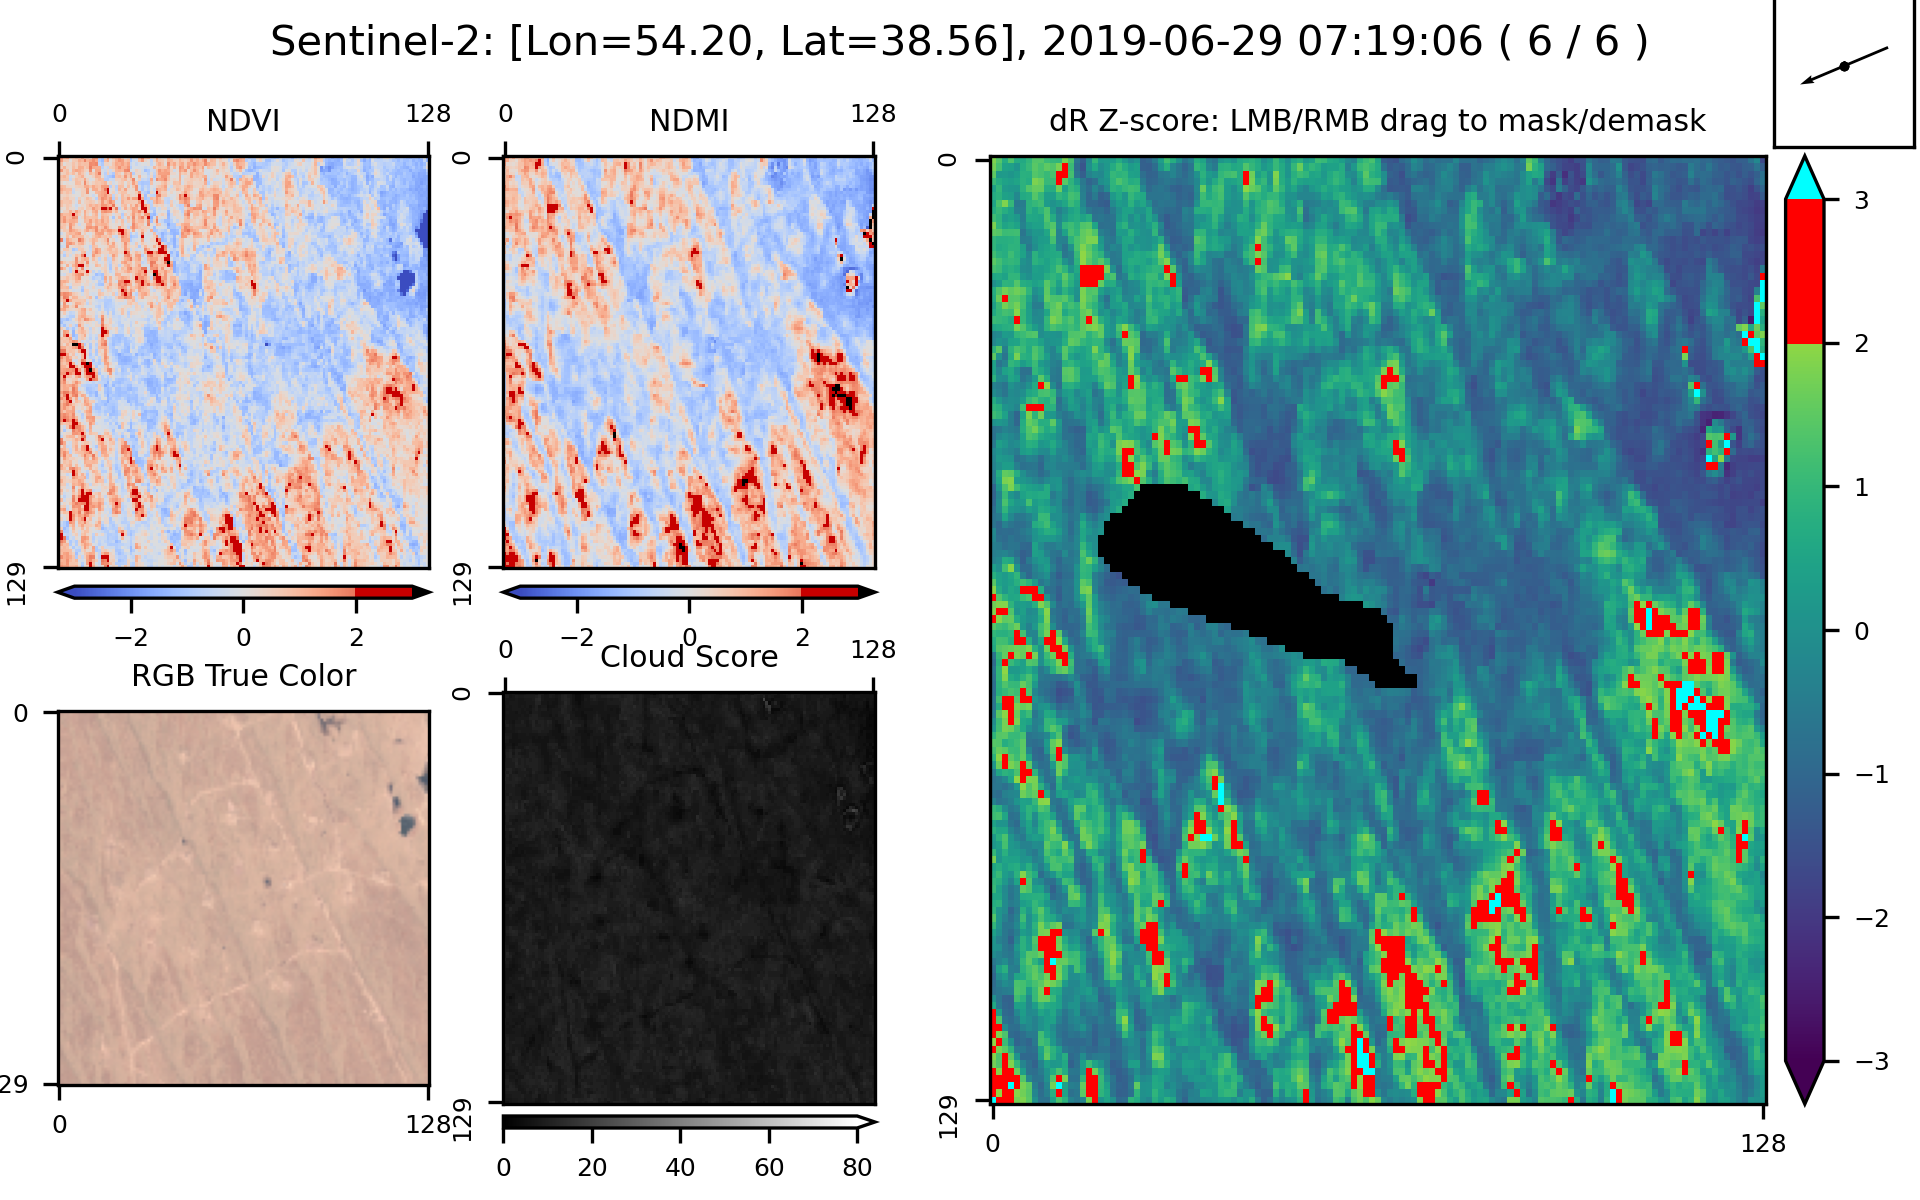 Sentinel-2: [Lon=54.20, Lat=38.56], 2019-06-29 07:19:06 ( 6 / 6 )
0 NDVI 128
0
129
−2 0 2
0 NDMI 128
0
129
−2 0 2
dR Z-score: LMB/RMB drag to mask/demask
0
129
0 128
3
2
1
0
−1
−2
−3
RGB True Color
0
29
0 128
0 Cloud Score 128
0
129
0 20 40 60 80